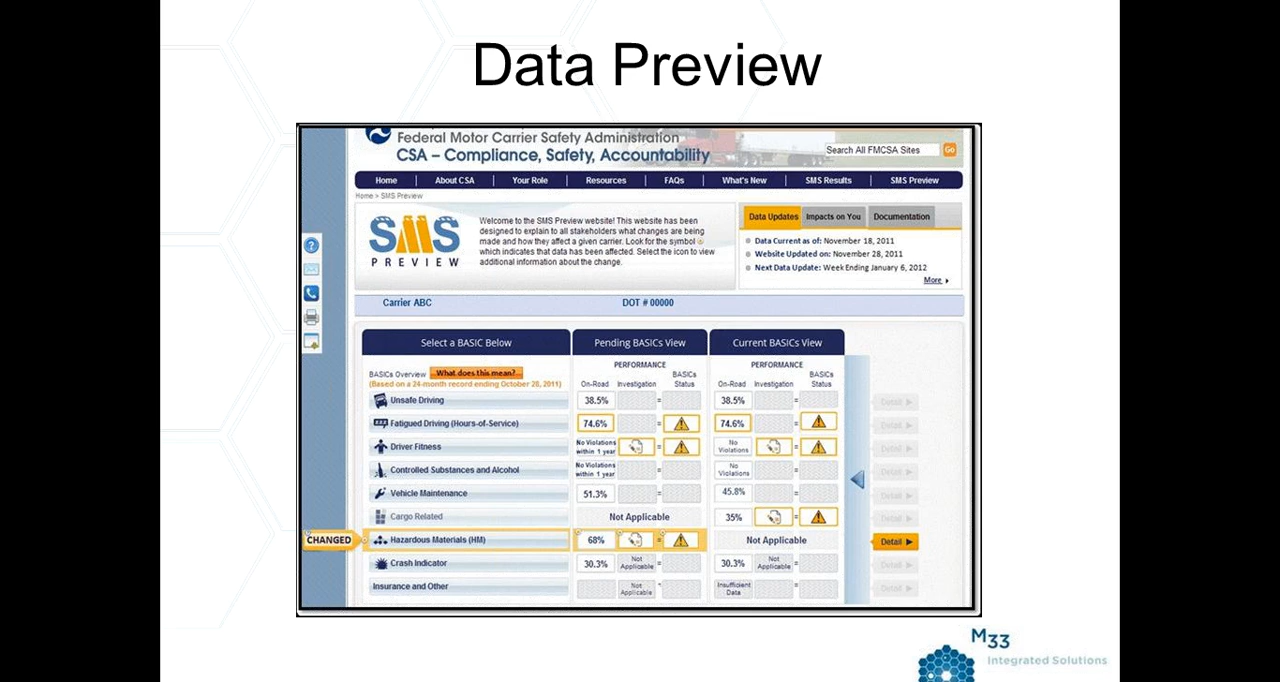 Data Preview
Federal Motor Carrier Safety Administration
CSA – Compliance, Safety, Accountability
Search All FMCSA Sites
Go
Home
About CSA
Your Role
Resources
FAQs
What's New
SMS Results
SMS Preview
Home > SMS Preview
SMS
PREVIEW
Welcome to the SMS Preview website! This website has been
designed to explain to all stakeholders what changes are being
made and how they affect a given carrier. Look for the symbol
which indicates that data has been affected. Select the icon to view
additional information about the change.
Data Updates
Impacts on You
Documentation
Data Current as of: November 18, 2011
Website Updated on: November 28, 2011
Next Data Update: Week Ending January 6, 2012
More
Carrier ABC
DOT # 00000
Select a BASIC Below
Pending BASICs View
Current BASICs View
BASICs Overview What does this mean?
(Based on a 24-month record ending October 28, 2011)
PERFORMANCE
On-Road
Investigation
BASICs
Status
PERFORMANCE
On-Road
Investigation
BASICs
Status
Unsafe Driving
38.5%
=
38.5%
=
Detail
Fatigued Driving (Hours-of-Service)
74.6%
=
74.6%
=
Detail
Driver Fitness
No Violations
within 1 year
=
No
Violations
=
Detail
Controlled Substances and Alcohol
No Violations
within 1 year
=
No
Violations
=
Detail
Vehicle Maintenance
51.3%
=
45.8%
=
Detail
Cargo Related
Not Applicable
35%
=
Detail
CHANGED
Hazardous Materials (HM)
68%
=
Not Applicable
Detail
Crash Indicator
30.3%
Not
Applicable
=
30.3%
Not
Applicable
=
Detail
Insurance and Other
Not
Applicable
Insufficient
Data
Detail
M33
Integrated Solutions